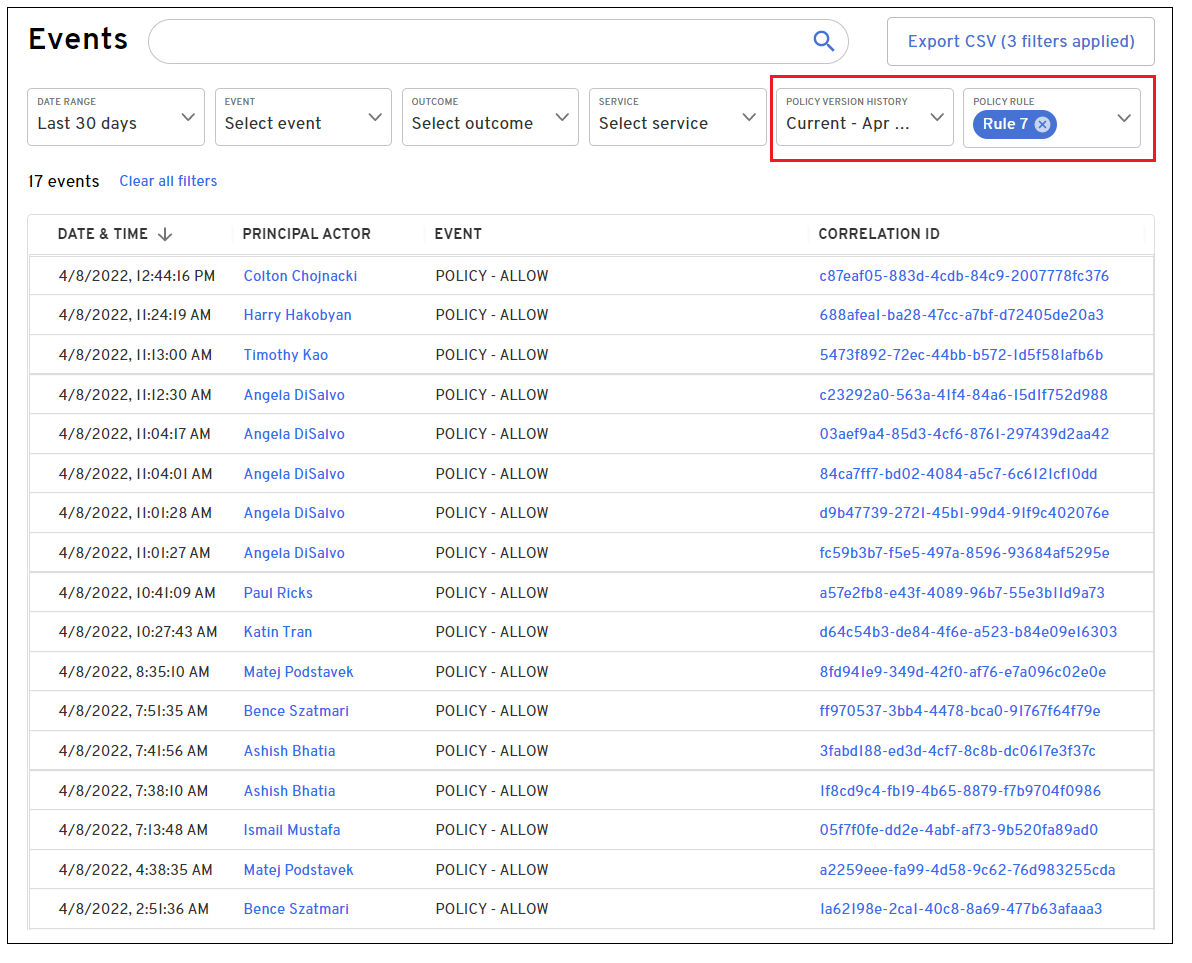 Events
Export CSV (3 filters applied)
DATE RANGE EVENT OUTCOME SERVICE POLICY VERSION HISTORY POLICY RULE
Last 30 days Select event Select outcome Select service Current - Apr ... Rule 7
17 events Clear all filters
DATE & TIME PRINCIPAL ACTOR EVENT CORRELATION ID
4/8/2022, 12:44:16 PM Colton Chojnacki POLICY - ALLOW c87eaf05-883d-4cdb-84c9-2007778fc376
4/8/2022, 11:24:19 AM Harry Hakobyan POLICY - ALLOW 688afea1-ba28-47cc-a7bf-d72405de20a3
4/8/2022, 11:13:00 AM Timothy Kao POLICY - ALLOW 5473f892-72ec-44bb-b572-1d5f581afb6b
4/8/2022, 11:12:30 AM Angela DiSalvo POLICY - ALLOW c23292a0-563a-41f4-84a6-15d1f752d988
4/8/2022, 11:04:17 AM Angela DiSalvo POLICY - ALLOW 03aef9a4-85d3-4cf6-8761-297439d2aa42
4/8/2022, 11:04:01 AM Angela DiSalvo POLICY - ALLOW 84ca7ff7-bd02-4084-a5c7-6c6121cf10dd
4/8/2022, 11:01:28 AM Angela DiSalvo POLICY - ALLOW d9b47739-2721-45b1-99d4-91f9c402076e
4/8/2022, 11:01:27 AM Angela DiSalvo POLICY - ALLOW fc59b3b7-f5e5-497a-8596-93684af5295e
4/8/2022, 10:41:09 AM Paul Ricks POLICY - ALLOW a57e2fb8-e43f-4089-96b7-55e3b11d9a73
4/8/2022, 10:27:43 AM Katin Tran POLICY - ALLOW d64c54b3-de84-4f6e-a523-b84e09e16303
4/8/2022, 8:35:10 AM Matej Podstavek POLICY - ALLOW 8fd941e9-349d-42f0-af76-e7a096c02e0e
4/8/2022, 7:51:35 AM Bence Szatmari POLICY - ALLOW ff970537-3bb4-4478-bca0-91767f64f79e
4/8/2022, 7:41:56 AM Ashish Bhatia POLICY - ALLOW 3fabd188-ed3d-4cf7-8c8b-dc0617e3f37c
4/8/2022, 7:38:10 AM Ashish Bhatia POLICY - ALLOW 1f8cd9c4-fb19-4b65-8879-f7b9704f0986
4/8/2022, 7:13:48 AM Ismail Mustafa POLICY - ALLOW 05f7f0fe-dd2e-4abf-af73-9b520fa89ad0
4/8/2022, 4:38:35 AM Matej Podstavek POLICY - ALLOW a2259eee-fa99-4d58-9c62-76d983255cda
4/8/2022, 2:51:36 AM Bence Szatmari POLICY - ALLOW 1a62198e-2ca1-40c8-8a69-477b63afaaa3